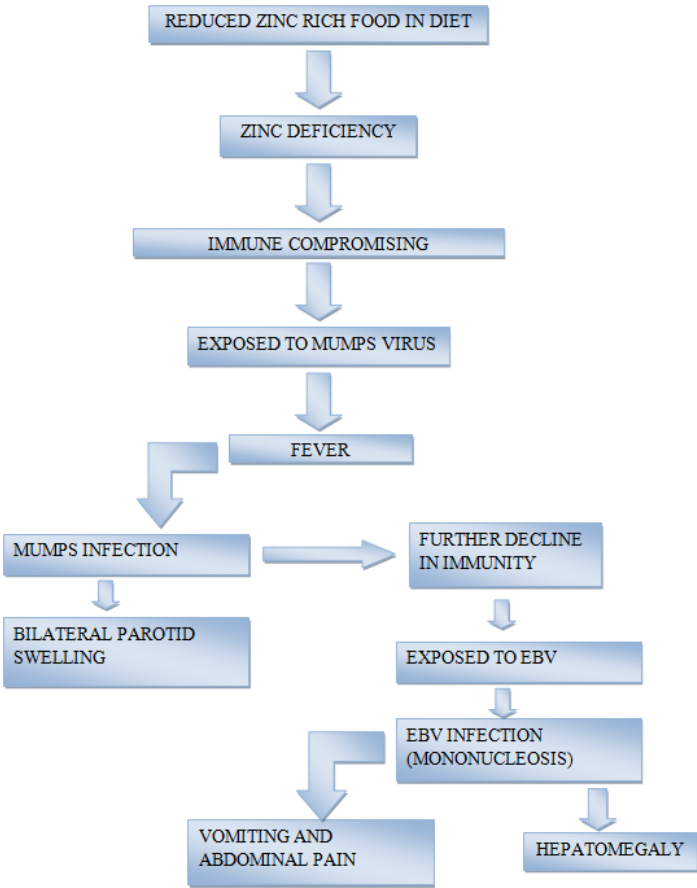 REDUCED ZINC RICH FOOD IN DIET
ZINC DEFICIENCY
IMMUNE COMPROMISING
EXPOSED TO MUMPS VIRUS
FEVER
MUMPS INFECTION
BILATERAL PAROTID
SWELLING
FURTHER DECLINE
IN IMMUNITY
EXPOSED TO EBV
EBV INFECTION
(MONONUCLEOSIS)
VOMITING AND
ABDOMINAL PAIN
HEPATOMEGALY